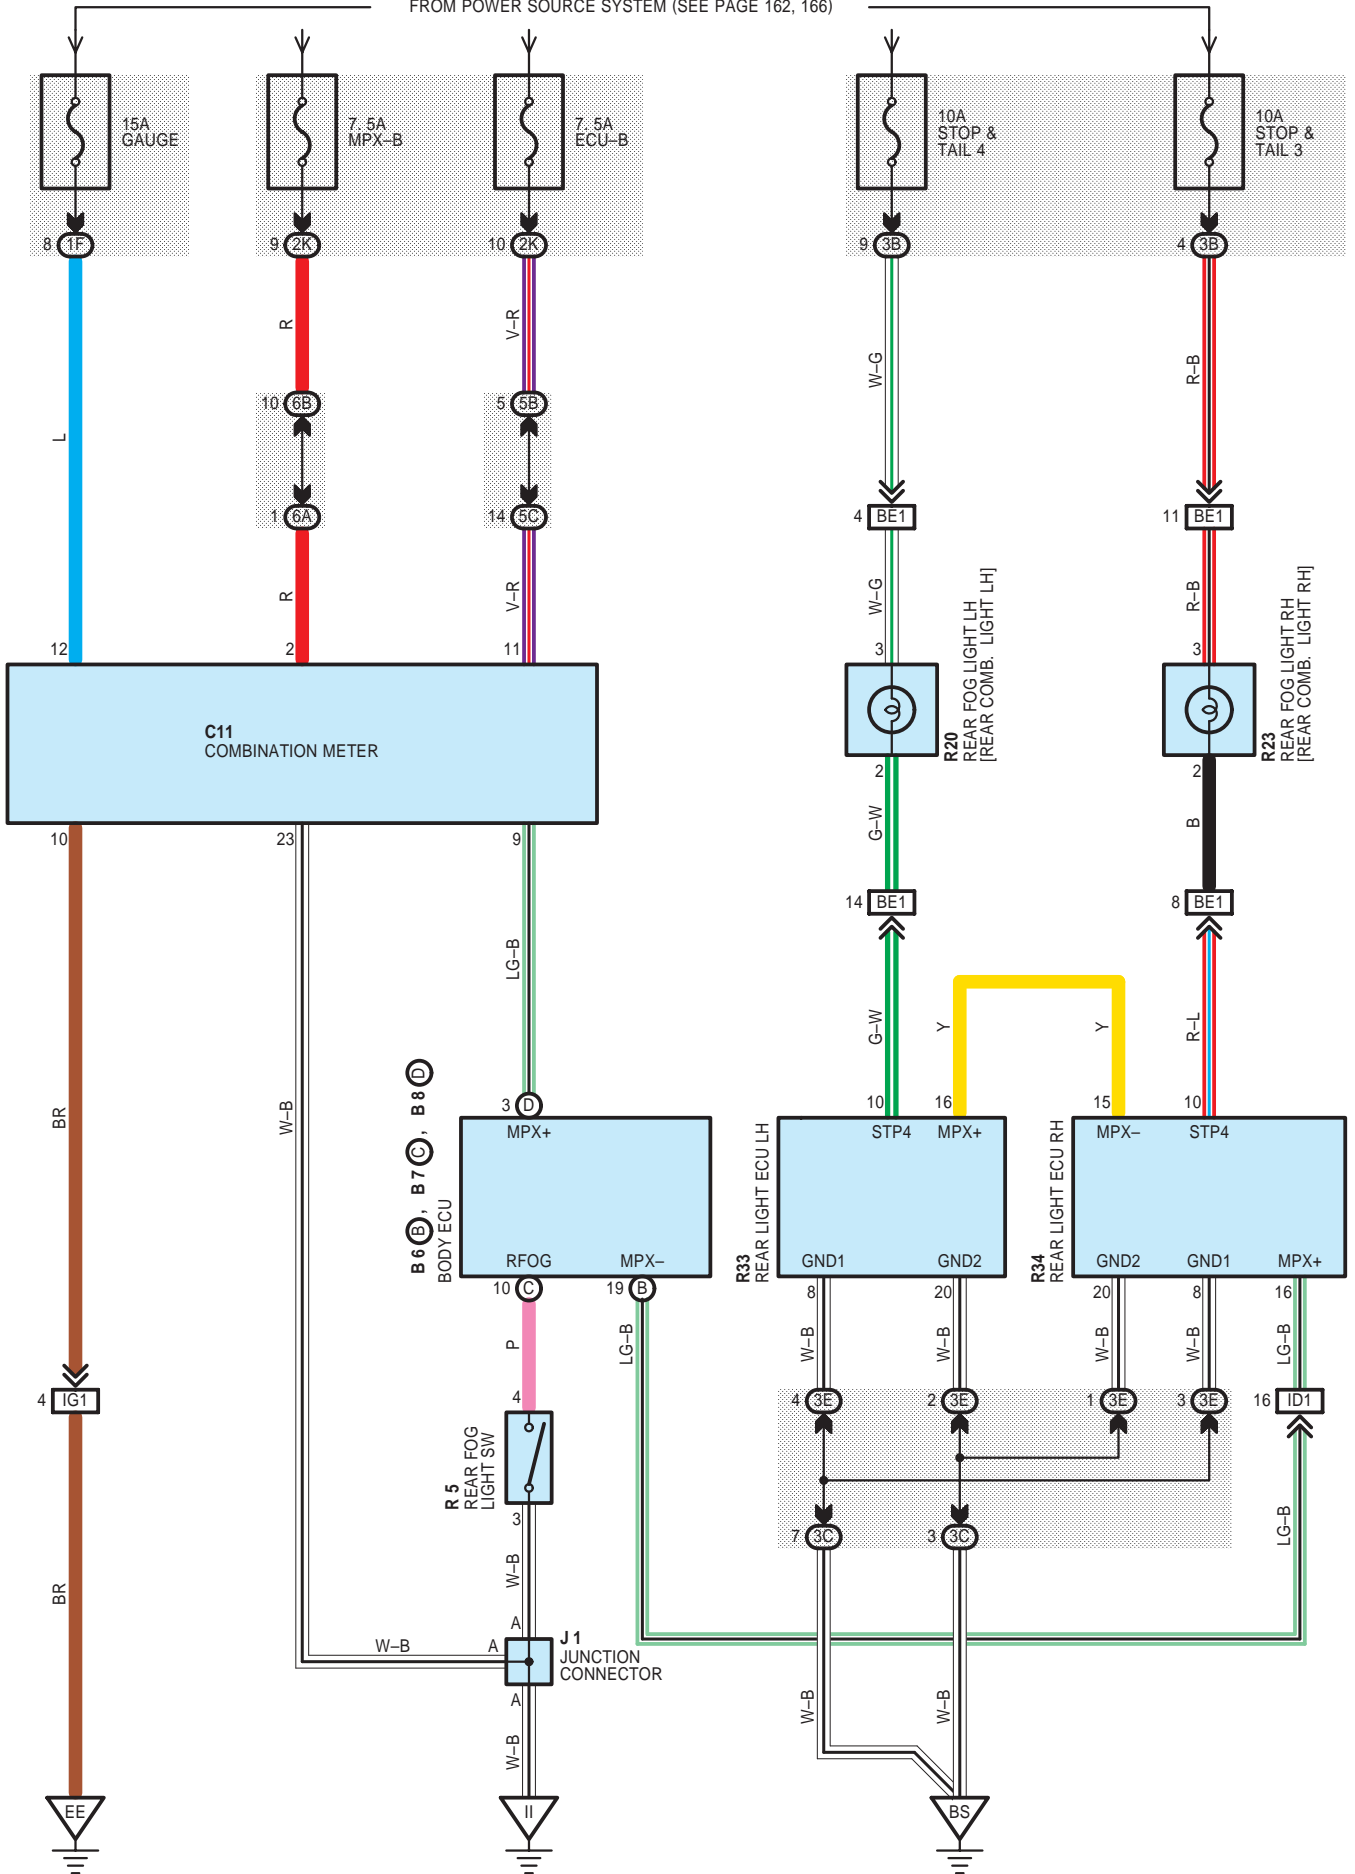 FROM POWER SOURCE SYSTEM (SEE PAGE 162, 166)
15A
GAUGE
7. 5A
MPX–B
7. 5A
ECU–B
10A
STOP &
TAIL 4
10A
STOP &
TAIL 3
8 1F
9 2K
10 2K
9 3B
4 3B
L
R
V–R
W–G
R–B
10 6B
5 5B
1 6A
14 5C
4 BE1
11 BE1
R
V–R
W–G
R–B
12
2
11
3
3
C11
COMBINATION METER
R20
REAR FOG LIGHT LH
[REAR COMB. LIGHT LH]
R23
REAR FOG LIGHT RH
[REAR COMB. LIGHT RH]
2
2
10
23
9
G–W
B
14 BE1
8 BE1
LG–B
G–W
Y
Y
R–L
BR
W–B
B 6 B , B 7 C , B 8 D
BODY ECU
3 D
MPX+
RFOG
MPX–
10 C
19 B
10
16
15
10
R33
REAR LIGHT ECU LH
STP4
MPX+
GND1
GND2
R34
REAR LIGHT ECU RH
MPX–
STP4
GND2
GND1
MPX+
8
20
20
8
16
P
LG–B
W–B
W–B
W–B
W–B
LG–B
4 IG1
4
4 3E
2 3E
1 3E
3 3E
16 ID1
R 5
REAR FOG
LIGHT SW
3
7 3C
3 3C
LG–B
BR
W–B
A
W–B
A
J 1
JUNCTION
CONNECTOR
A
W–B
W–B
W–B
EE
II
BS